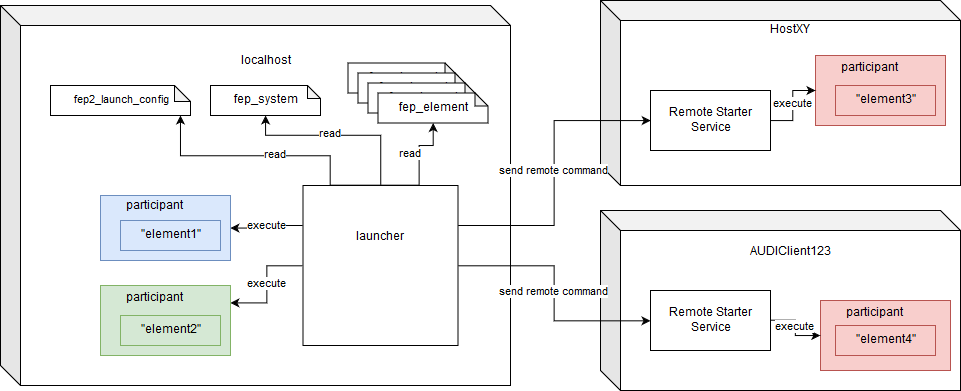 HostXY
localhost
participant
fep2_launch_config
fep_system
fep_element
"element3"
execute
Remote Starter
Service
read
read
read
send remote command
participant
"element1"
execute
launcher
AUDIClient123
execute
send remote command
participant
"element2"
Remote Starter
Service
participant
execute
"element4"